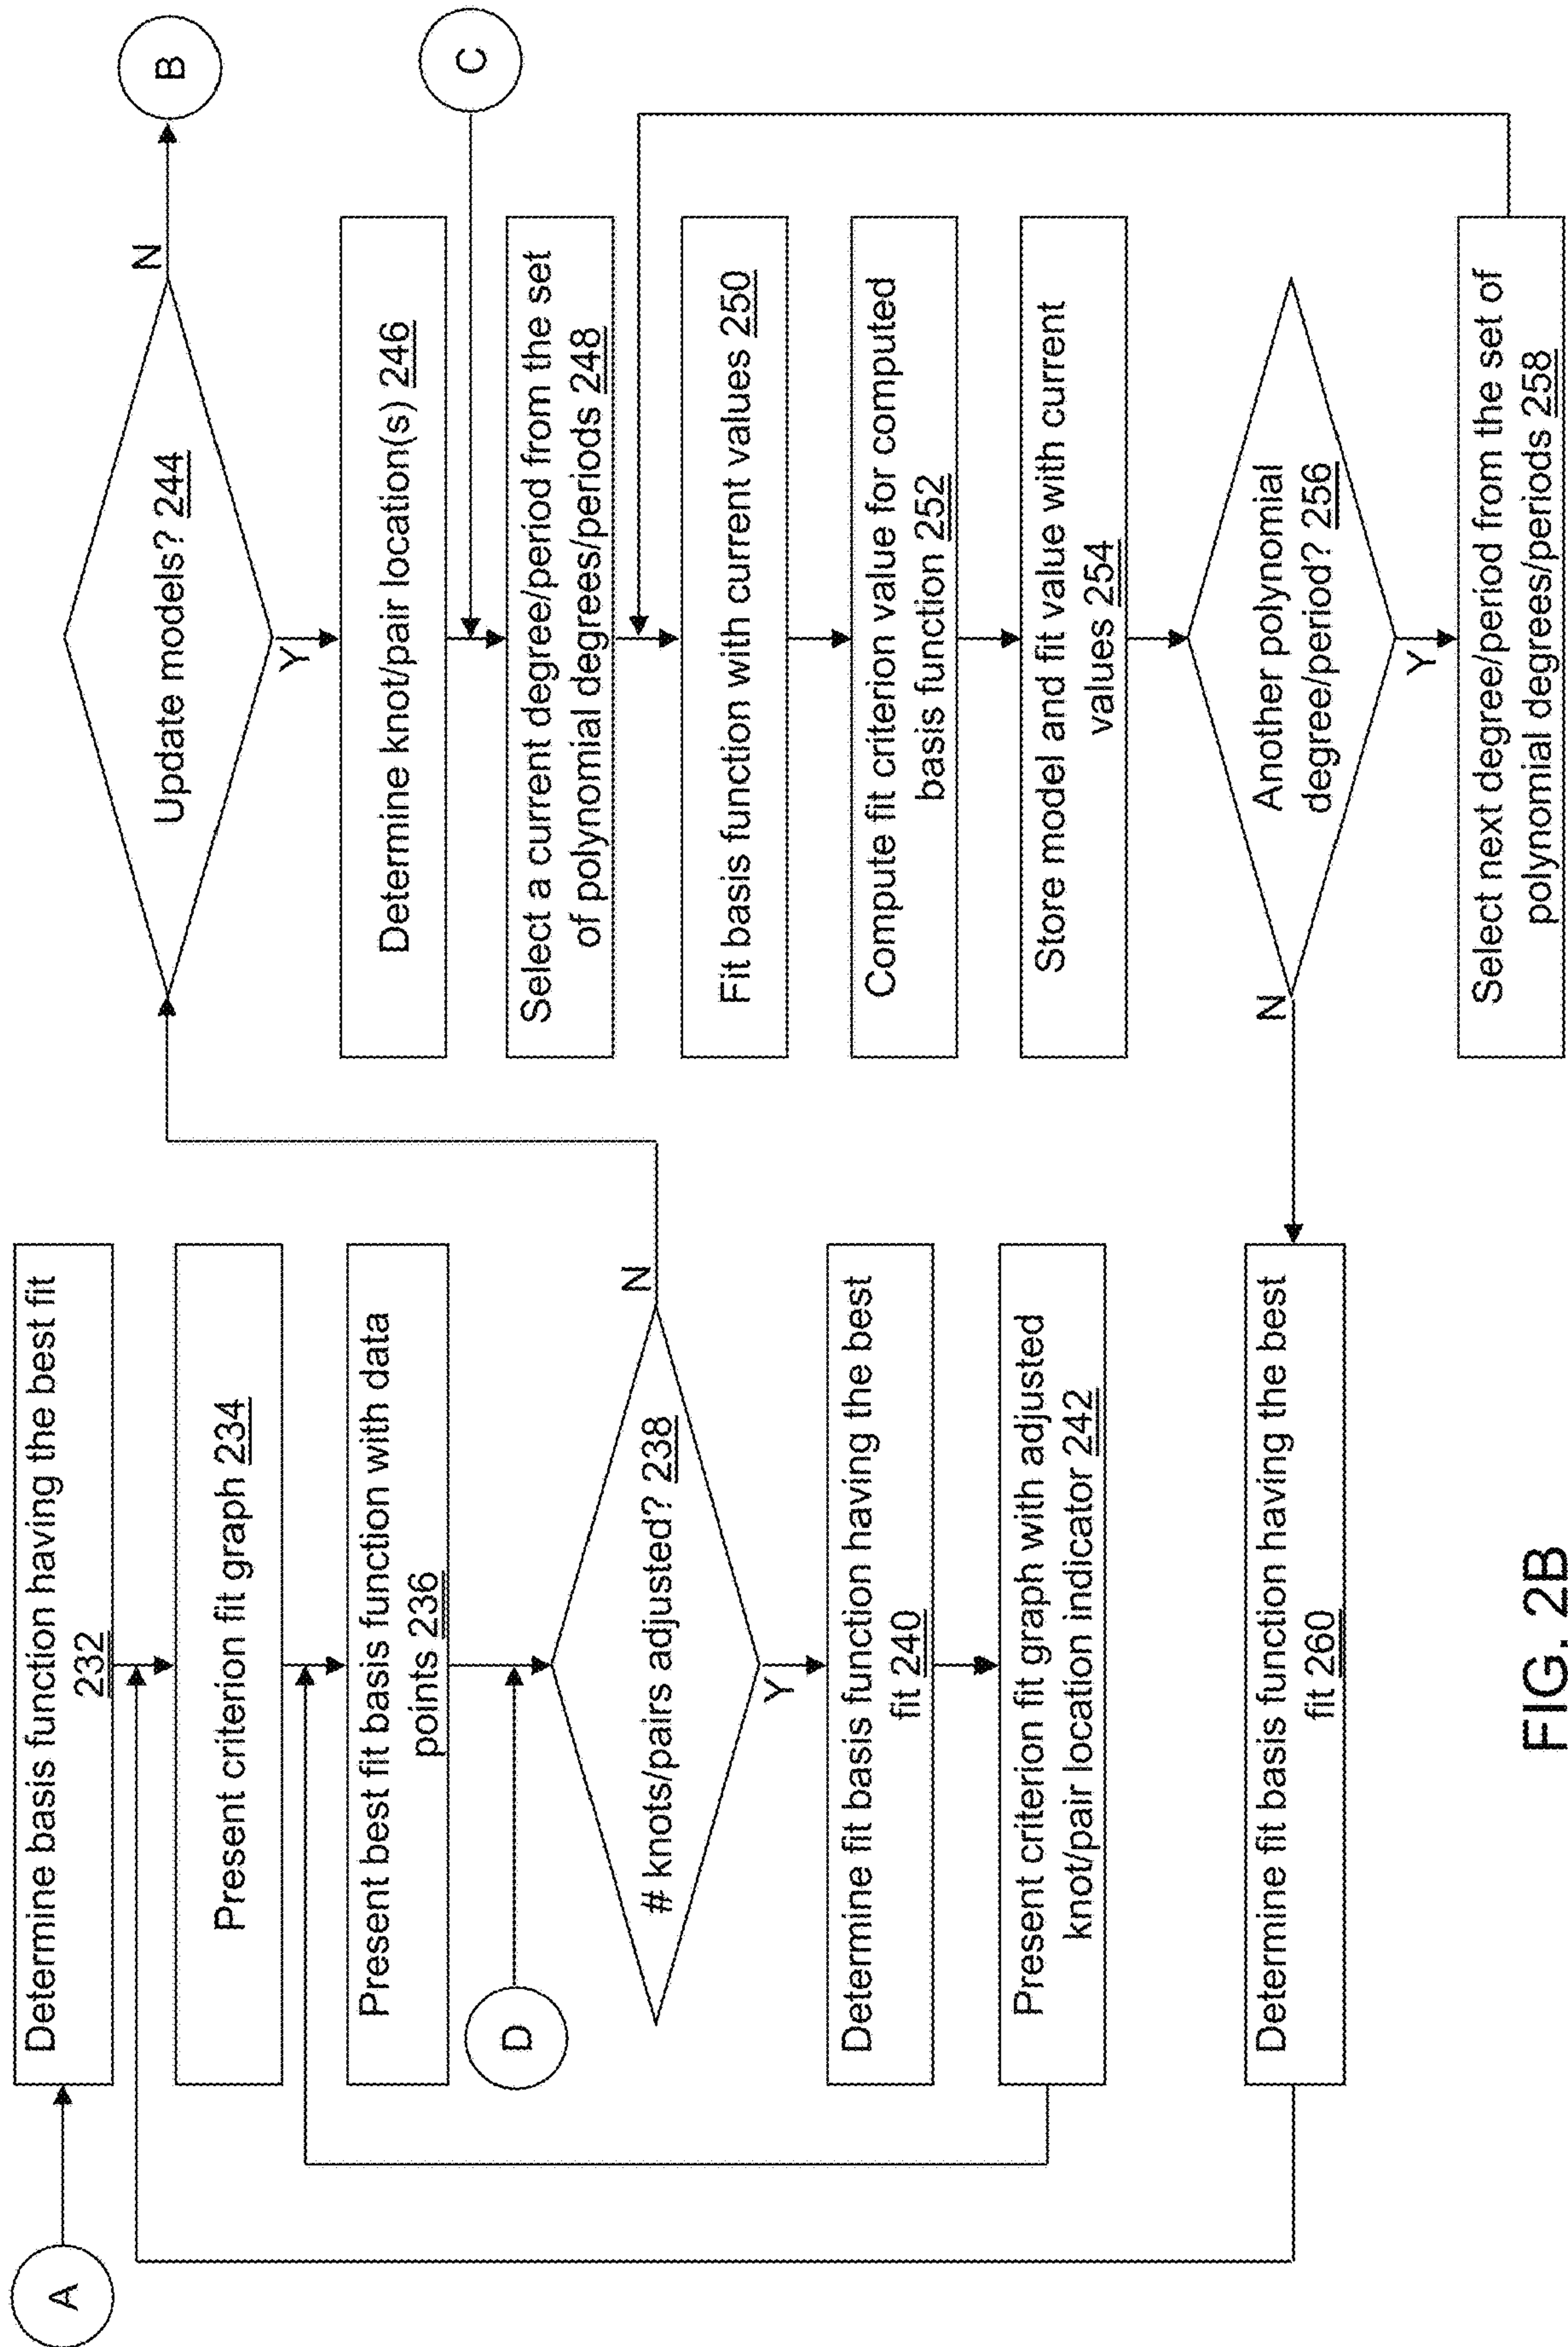 A
Determine basis function having the best fit
232
Present criterion fit graph 234
Present best fit basis function with data
points 236
D
# knots/pairs adjusted? 238
N
Y
Determine fit basis function having the best
fit 240
Present criterion fit graph with adjusted
knot/pair location indicator 242
Determine fit basis function having the best
fit 260
Update models? 244
N
B
Y
Determine knot/pair location(s) 246
C
Select a current degree/period from the set
of polynomial degrees/periods 248
Fit basis function with current values 250
Compute fit criterion value for computed
basis function 252
Store model and fit value with current
values 254
Another polynomial
degree/period? 256
N
Y
Select next degree/period from the set of
polynomial degrees/periods 258
FIG. 2B